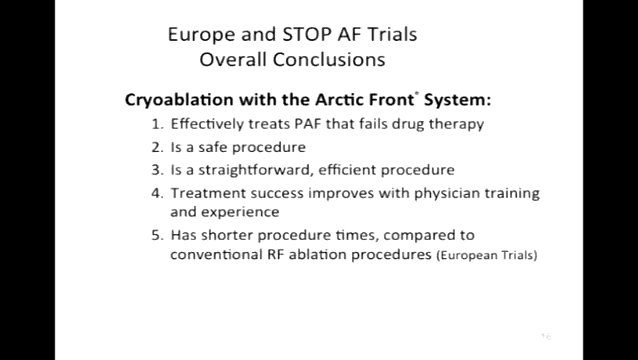 Europe and STOP AF Trials
Overall Conclusions
Cryoablation with the Arctic Front® System:
1. Effectively treats PAF that fails drug therapy
2. Is a safe procedure
3. Is a straightforward, efficient procedure
4. Treatment success improves with physician training
and experience
5. Has shorter procedure times, compared to
conventional RF ablation procedures (European Trials)
16